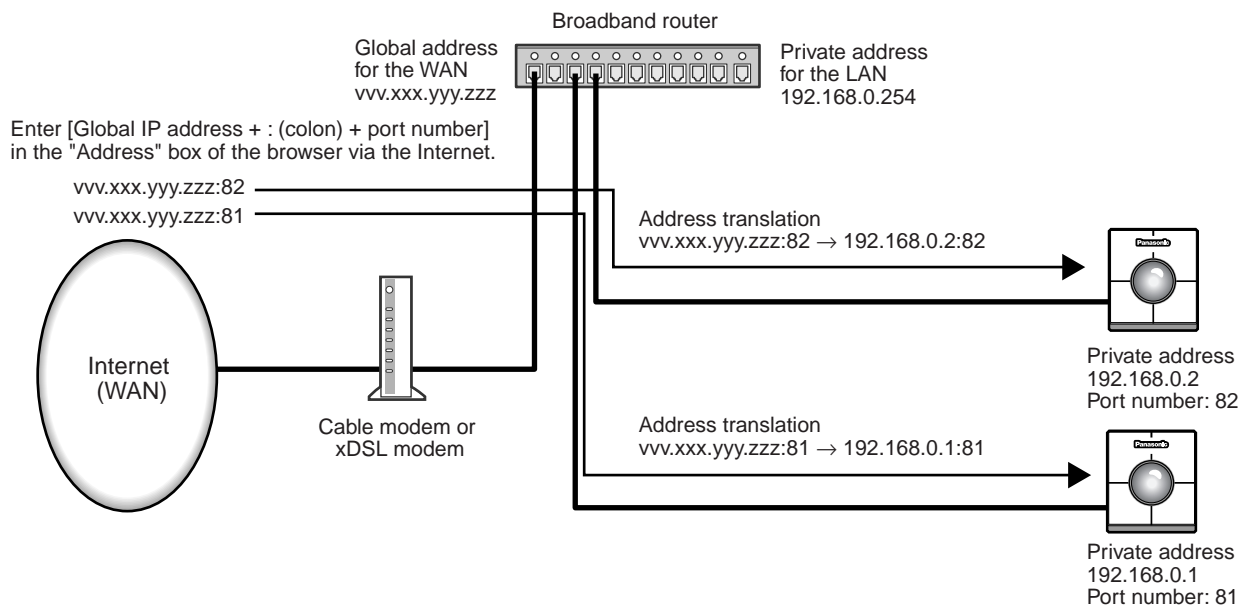 Broadband router
Global address
for the WAN
vvv.xxx.yyy.zzz
Private address
for the LAN
192.168.0.254
Enter [Global IP address + : (colon) + port number]
in the "Address" box of the browser via the Internet.
vvv.xxx.yyy.zzz:82
vvv.xxx.yyy.zzz:81
Address translation
vvv.xxx.yyy.zzz:82 → 192.168.0.2:82
Panasonic
Internet
(WAN)
Private address
192.168.0.2
Port number: 82
Cable modem or
xDSL modem
Address translation
vvv.xxx.yyy.zzz:81 → 192.168.0.1:81
Panasonic
Private address
192.168.0.1
Port number: 81